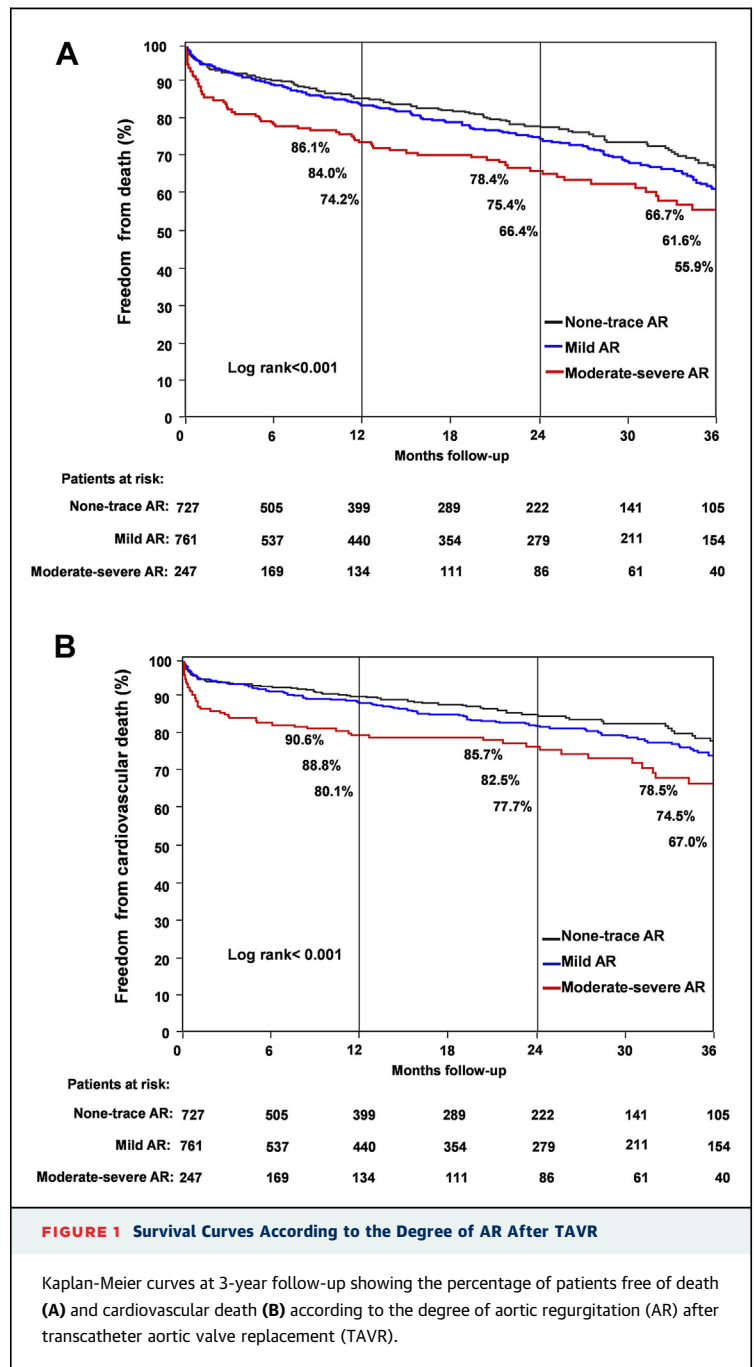 A
Freedom from death (%)
100
90
80
70
60
50
40
30
20
10
0
86.1%
84.0%
74.2%
78.4%
75.4%
66.4%
66.7%
61.6%
55.9%
None-trace AR
Mild AR
Moderate-severe AR
Log rank<0.001
0 6 12 18 24 30 36
Months follow-up
Patients at risk:
None-trace AR: 727 505 399 289 222 141 105
Mild AR: 761 537 440 354 279 211 154
Moderate-severe AR: 247 169 134 111 86 61 40
B
Freedom from cardiovascular death (%)
100
90
80
70
60
50
40
30
20
10
0
90.6%
88.8%
80.1%
85.7%
82.5%
77.7%
78.5%
74.5%
67.0%
None-trace AR
Mild AR
Moderate-severe AR
Log rank< 0.001
0 6 12 18 24 30 36
Months follow-up
Patients at risk:
None-trace AR: 727 505 399 289 222 141 105
Mild AR: 761 537 440 354 279 211 154
Moderate-severe AR: 247 169 134 111 86 61 40
FIGURE 1 Survival Curves According to the Degree of AR After TAVR
Kaplan-Meier curves at 3-year follow-up showing the percentage of patients free of death
(A) and cardiovascular death (B) according to the degree of aortic regurgitation (AR) after
transcatheter aortic valve replacement (TAVR).